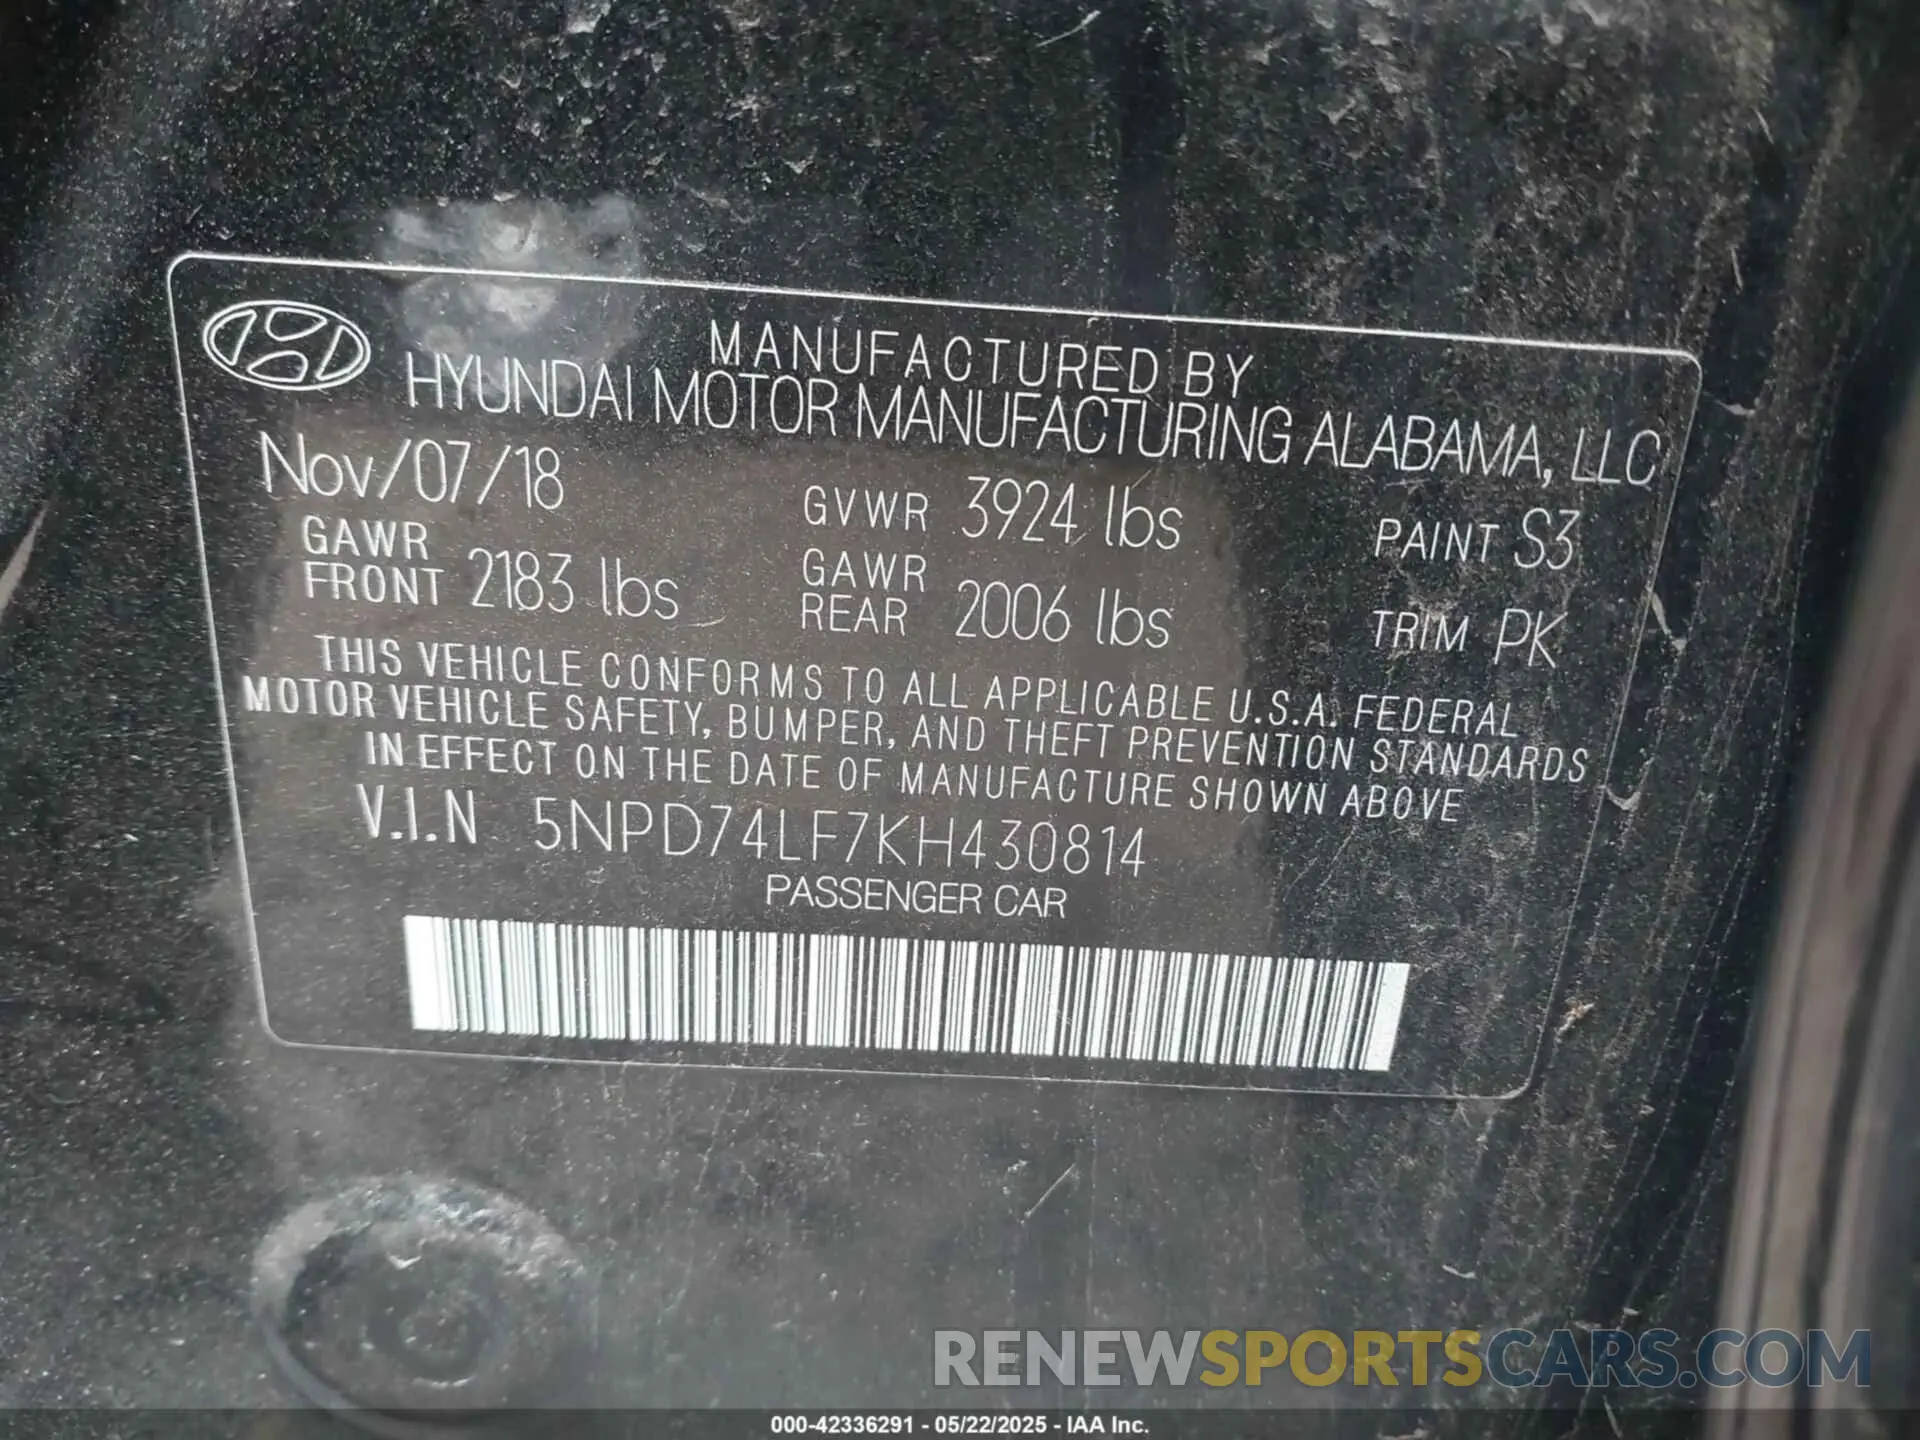 MANUFACTURED BY
HYUNDAI MOTOR MANUFACTURING ALABAMA, LLC
Nov/07/18 GVWR 3924 lbs PAINT S3
GAWR FRONT 2183 lbs GAWR REAR 2006 lbs TRIM PK
THIS VEHICLE CONFORMS TO ALL APPLICABLE U.S.A. FEDERAL
MOTOR VEHICLE SAFETY, BUMPER, AND THEFT PREVENTION STANDARDS
IN EFFECT ON THE DATE OF MANUFACTURE SHOWN ABOVE
V.I.N 5NPD74LF7KH430814
PASSENGER CAR
RENEWSPORTSCARS.COM
000-42336291 - 05/22/2025 - IAA Inc.